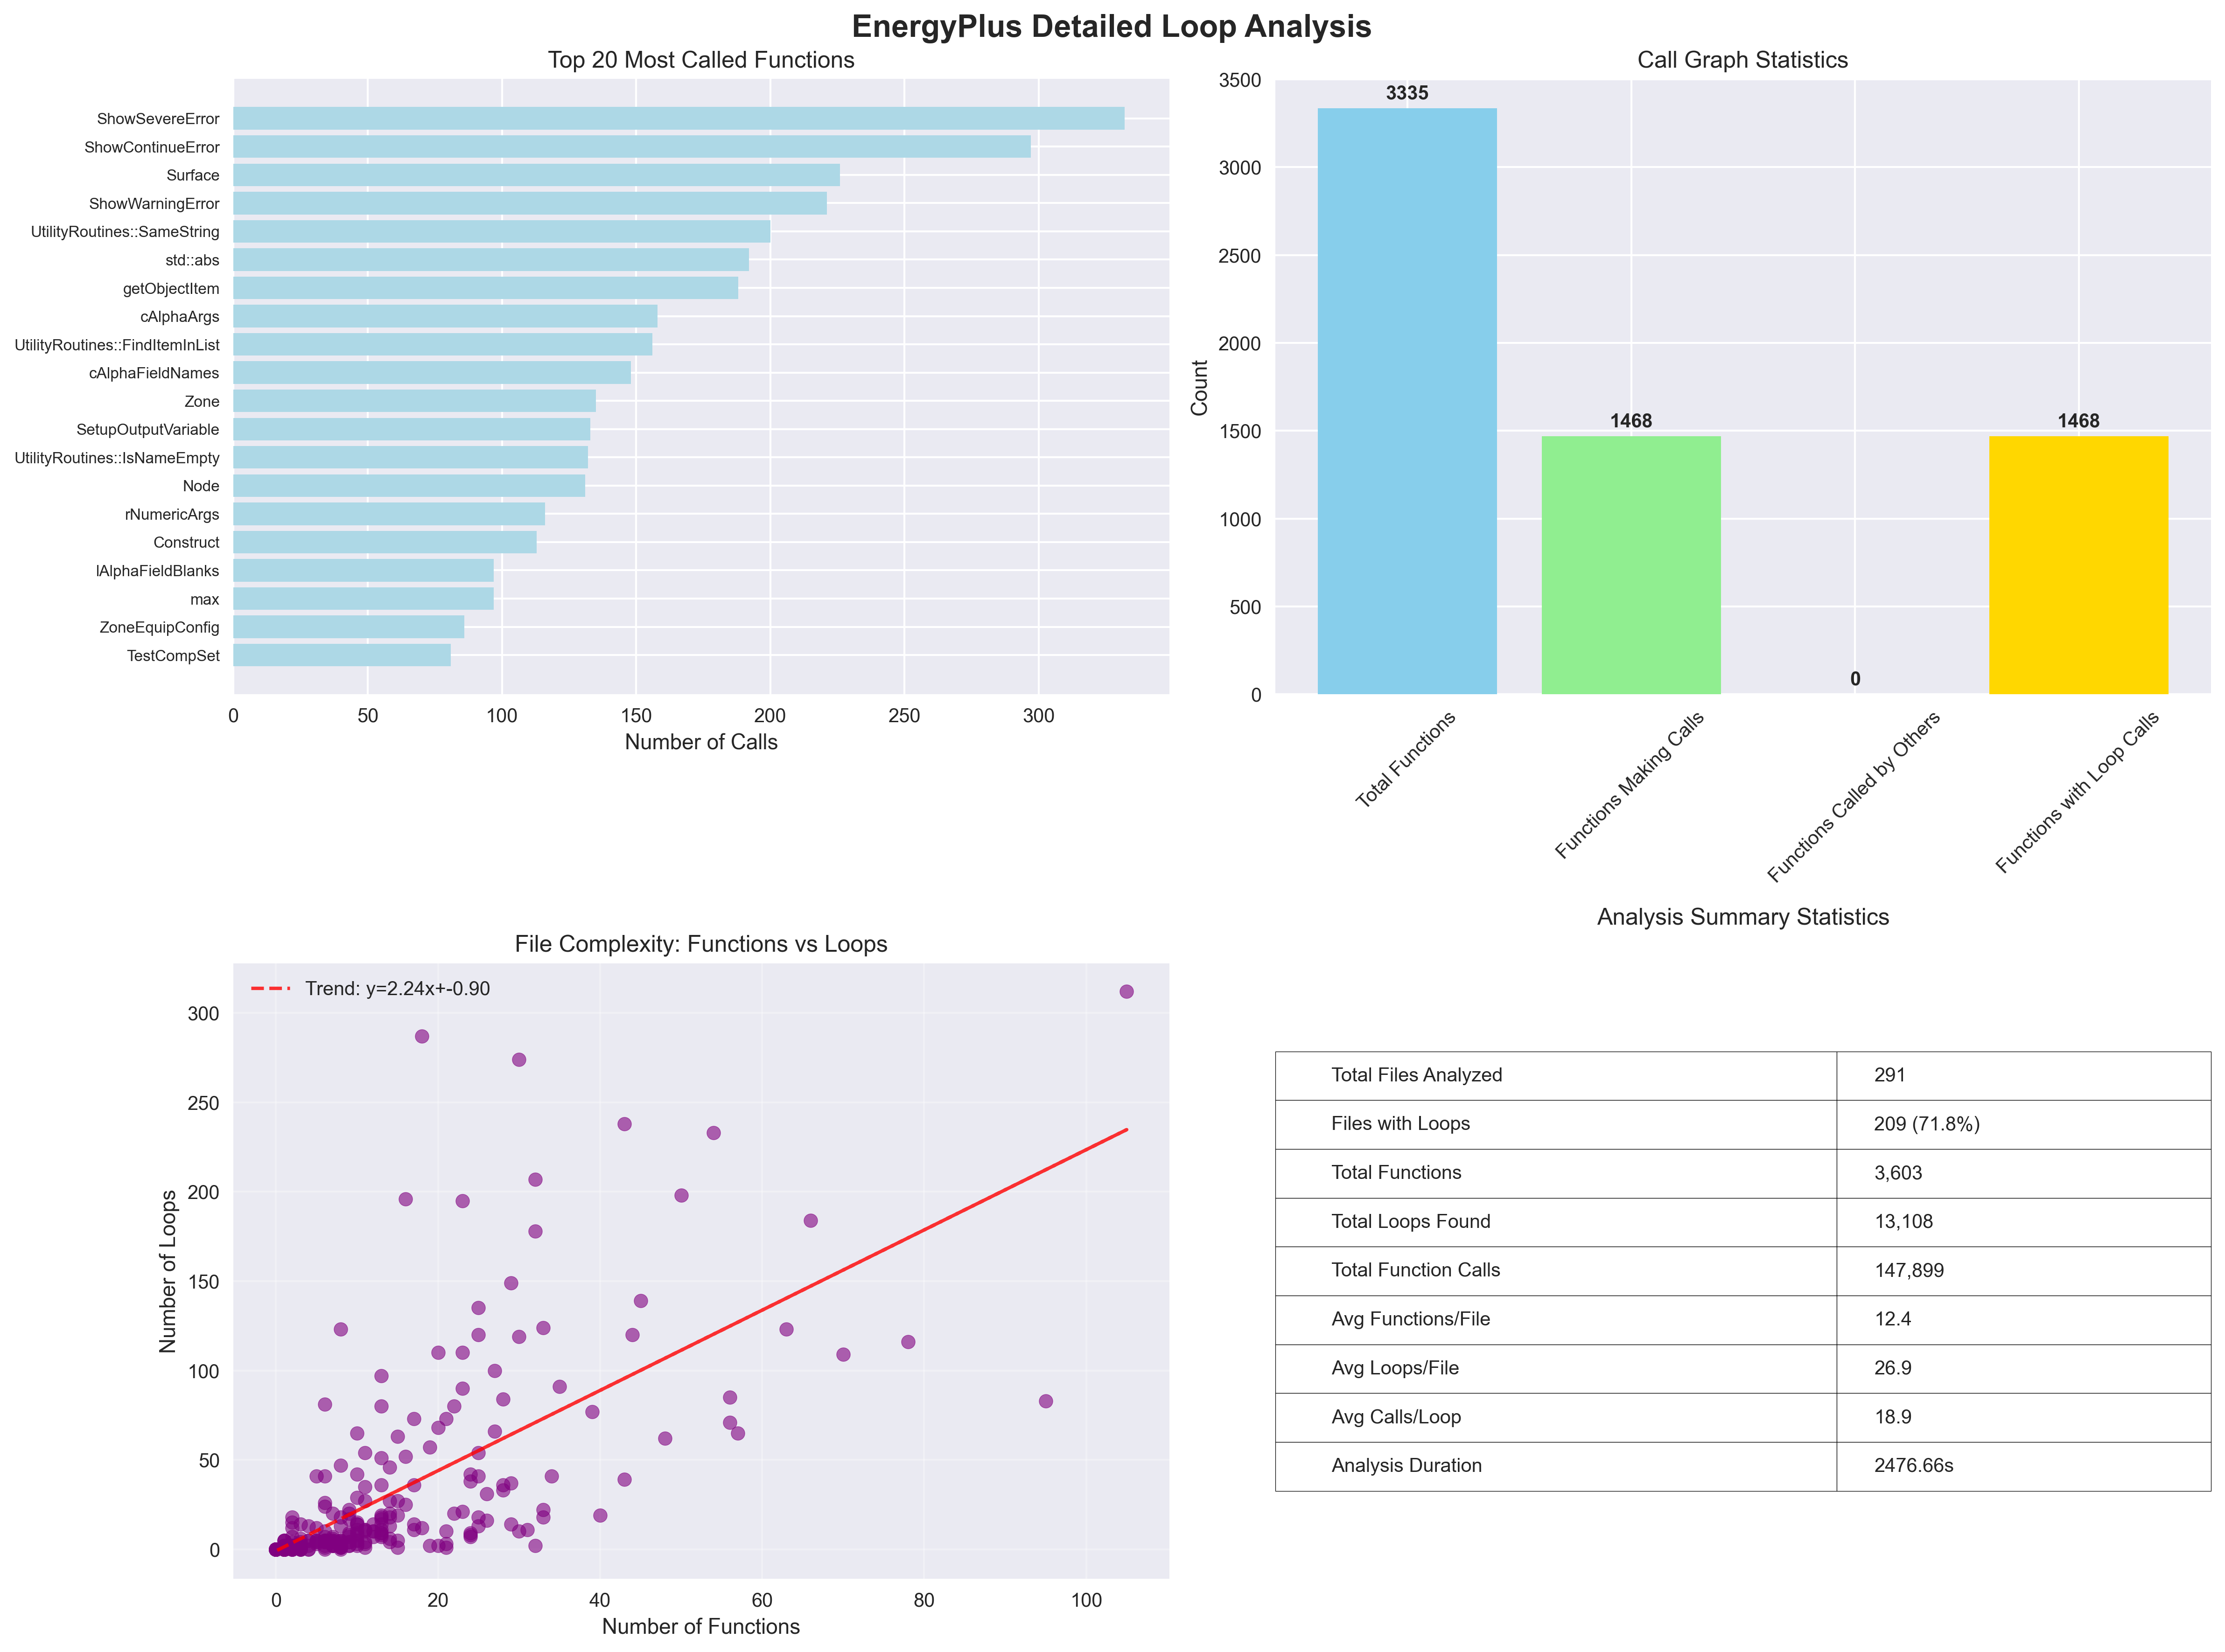 EnergyPlus Detailed Loop Analysis
Top 20 Most Called Functions
ShowSevereError
ShowContinueError
Surface
ShowWarningError
UtilityRoutines::SameString
std::abs
getObjectItem
cAlphaArgs
UtilityRoutines::FindItemInList
cAlphaFieldNames
Zone
SetupOutputVariable
UtilityRoutines::IsNameEmpty
Node
rNumericArgs
Construct
lAlphaFieldBlanks
max
ZoneEquipConfig
TestCompSet
0 50 100 150 200 250 300
Number of Calls
Call Graph Statistics
3500
3000
2500
2000
1500
1000
500
0
Count
3335
1468
0
1468
Total Functions
Functions Making Calls
Functions Called by Others
Functions with Loop Calls
File Complexity: Functions vs Loops
Trend: y=2.24x+-0.90
300
250
200
150
100
50
0
Number of Loops
0 20 40 60 80 100
Number of Functions
Analysis Summary Statistics
Total Files Analyzed 291
Files with Loops 209 (71.8%)
Total Functions 3,603
Total Loops Found 13,108
Total Function Calls 147,899
Avg Functions/File 12.4
Avg Loops/File 26.9
Avg Calls/Loop 18.9
Analysis Duration 2476.66s